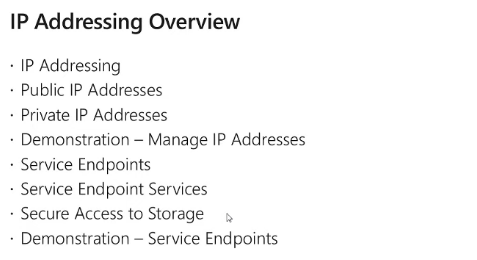 IP Addressing Overview
· IP Addressing
· Public IP Addresses
· Private IP Addresses
· Demonstration – Manage IP Addresses
· Service Endpoints
· Service Endpoint Services
· Secure Access to Storage
· Demonstration – Service Endpoints